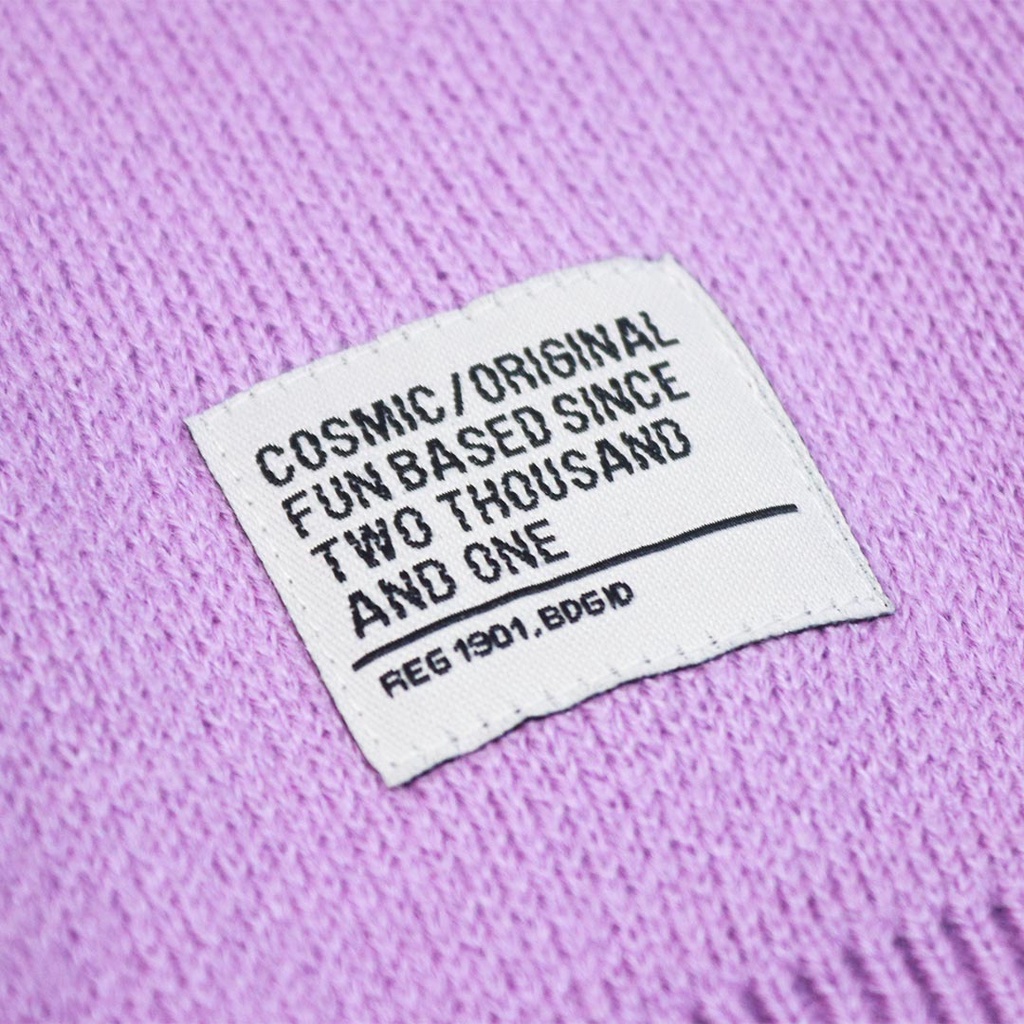 COSMIC / ORIGINAL
FUN BASED SINCE
TWO THOUSAND
AND ONE
REG 1901, BDG ID